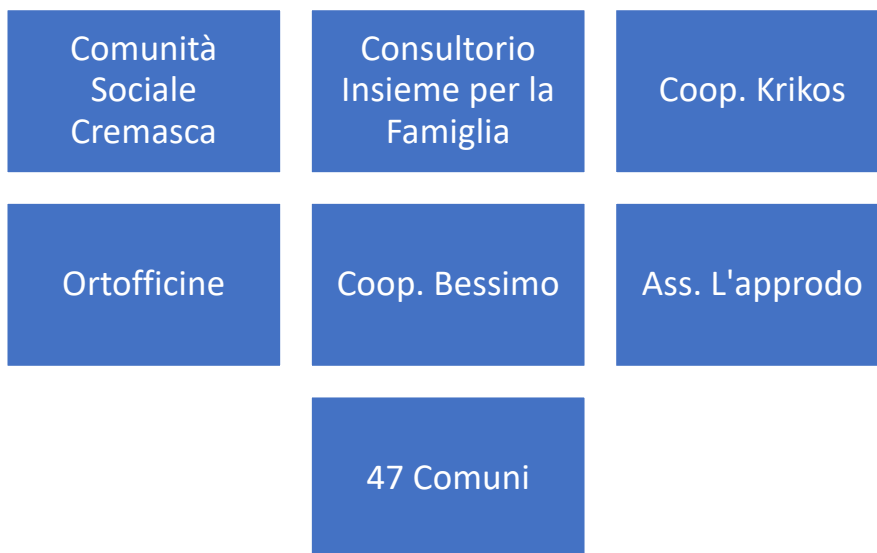 Comunità
Sociale
Cremasca
Consultorio
Insieme per la
Famiglia
Coop. Krikos
Ortofficine
Coop. Bessimo
Ass. L'approdo
47 Comuni